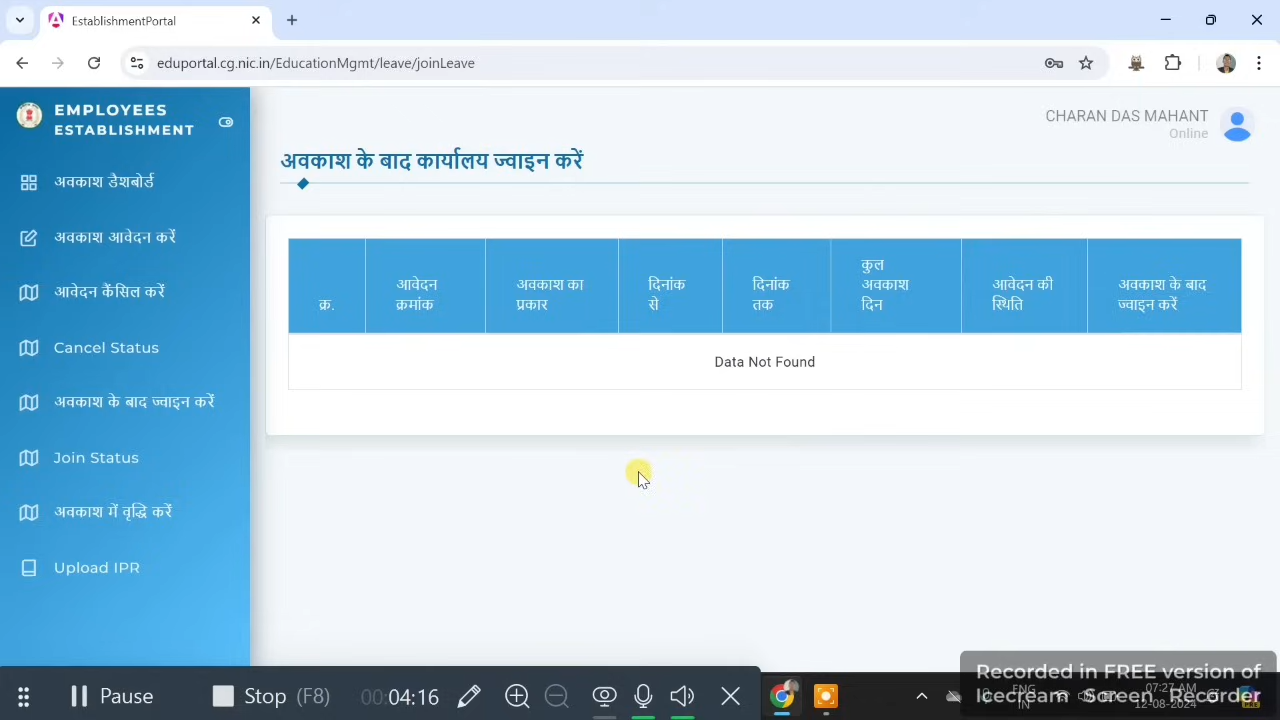 EstablishmentPortal
eduportal.cg.nic.in/EducationMgmt/leave/joinLeave
EMPLOYEES
ESTABLISHMENT
CHARAN DAS MAHANT
Online
अवकाश के बाद कार्यालय ज्वाइन करें
अवकाश डैशबोर्ड
अवकाश आवेदन करें
आवेदन कैंसिल करें
Cancel Status
अवकाश के बाद ज्वाइन करें
Join Status
अवकाश में वृद्धि करें
Upload IPR
क्र.
आवेदन
क्रमांक
अवकाश का
प्रकार
दिनांक
से
दिनांक
तक
कुल
अवकाश
दिन
आवेदन की
स्थिति
अवकाश के बाद
ज्वाइन करें
Data Not Found
Pause
Stop (F8)
00:04:16
ENG
IN
07:27 AM
12-08-2024
Recorded in FREE version of
Icecream Screen Recorder